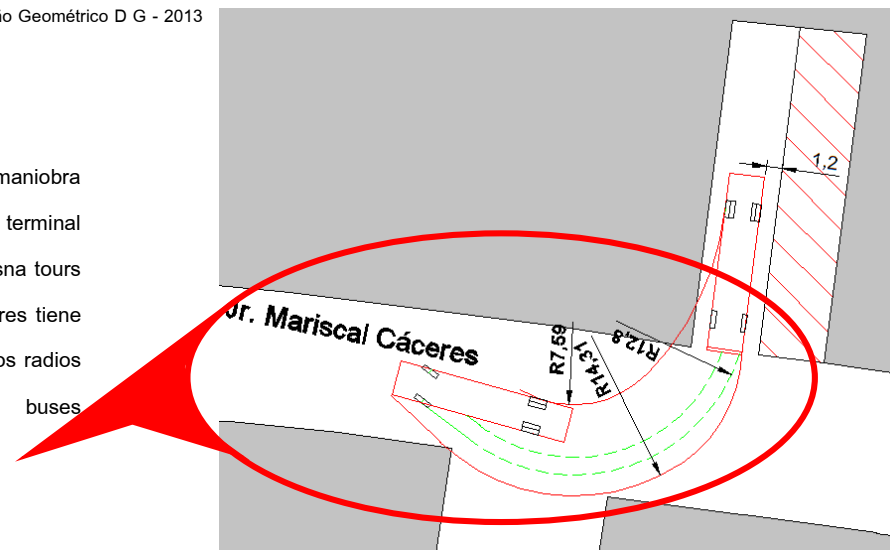 o Geométrico D G - 2013
maniobra
terminal
sna tours
res tiene
os radios
buses
Jr. Mariscal Cáceres
R7,59
R14,31
R12,8
1,2